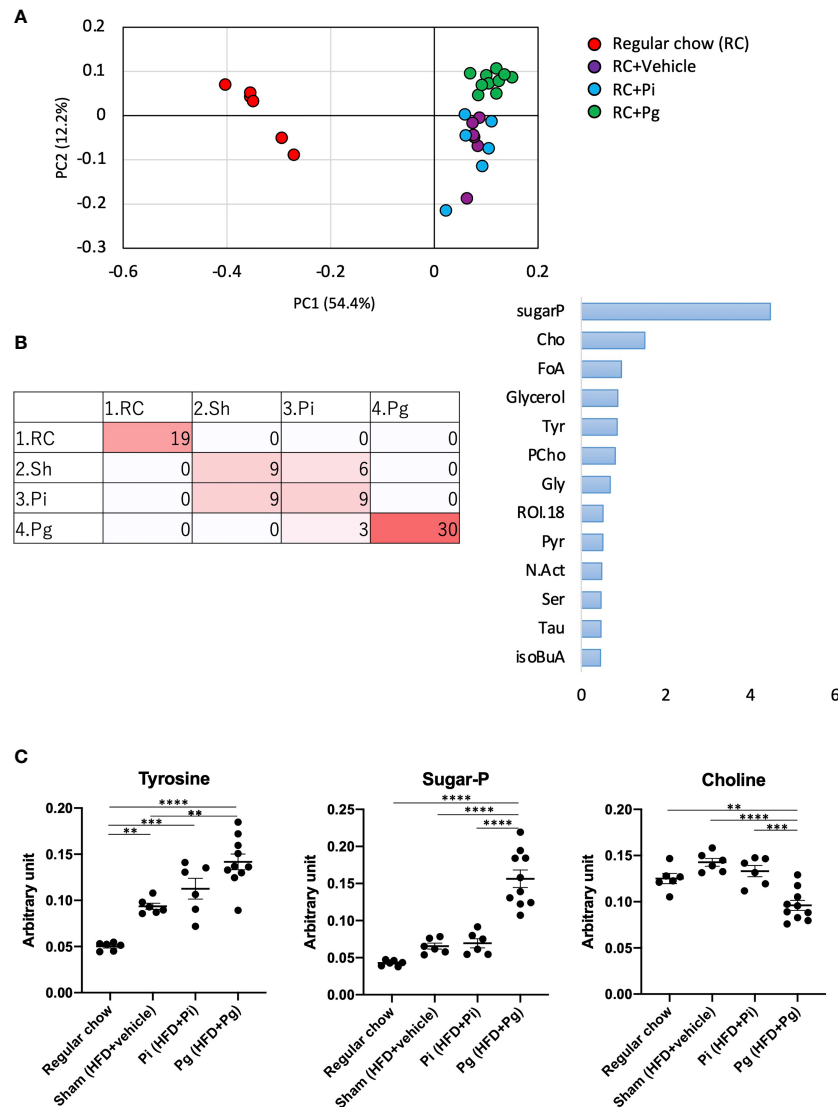 A
0.2
0.1
0
-0.1
-0.2
-0.3
PC2 (12.2%)
-0.6 -0.4 -0.2 0 0.2
PC1 (54.4%)
Regular chow (RC)
RC+Vehicle
RC+Pi
RC+Pg
B
1.RC 2.Sh 3.Pi 4.Pg
1.RC 19 0 0 0
2.Sh 0 9 6 0
3.Pi 0 9 9 0
4.Pg 0 0 3 30
sugarP
Cho
FoA
Glycerol
Tyr
PCho
Gly
ROI.18
Pyr
N.Act
Ser
Tau
isoBuA
0 2 4 6
C
Tyrosine
****
**
***
**
0.20
0.15
0.10
0.05
0.00
Arbitrary unit
Regular chow
Sham (HFD+vehicle)
Pi (HFD+Pi)
Pg (HFD+Pg)
Sugar-P
****
****
****
0.25
0.20
0.15
0.10
0.05
0.00
Arbitrary unit
Regular chow
Sham (HFD+vehicle)
Pi (HFD+Pi)
Pg (HFD+Pg)
Choline
**
****
***
0.20
0.15
0.10
0.05
0.00
Arbitrary unit
Regular chow
Sham (HFD+vehicle)
Pi (HFD+Pi)
Pg (HFD+Pg)